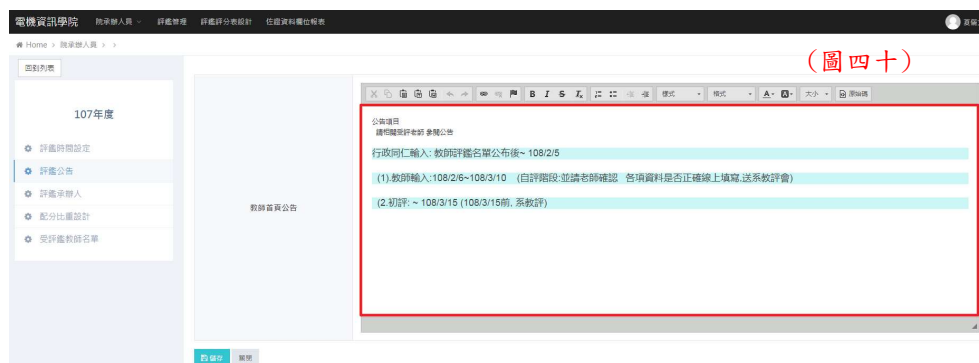 電機資訊學院 院承辦人員 評鑑管理 評鑑評分表設計 佐證資料欄位報表
Home > 院承辦人員 > >
(圖四十)
回到列表
107年度
評鑑時間設定
評鑑公告
評鑑承辦人
配分比重設計
受評鑑教師名單
教師首頁公告
B I S Tx 樣式 格式 A A 大小 原始碼
公告項目
請相關受評老師 參閱公告
行政同仁輸入: 教師評鑑名單公布後~ 108/2/5
(1).教師輸入:108/2/6~108/3/10 (自評階段:並請老師確認 各項資料是否正確線上填寫,送系教評會)
(2.初評: ~ 108/3/15 (108/3/15前, 系教評)
儲存 關閉